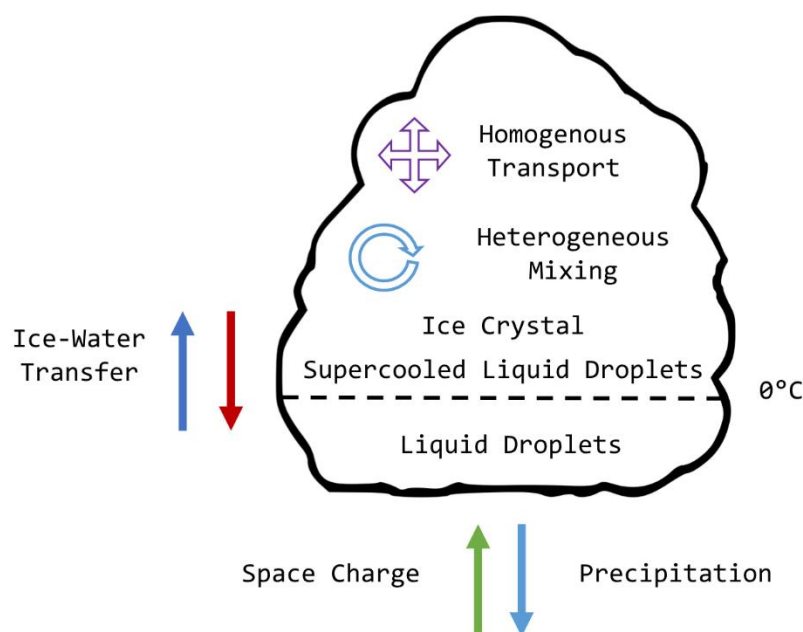 Homogenous
Transport
Heterogeneous
Mixing
Ice-Water
Transfer
Ice Crystal
Supercooled Liquid Droplets
0°C
Liquid Droplets
Space Charge
Precipitation